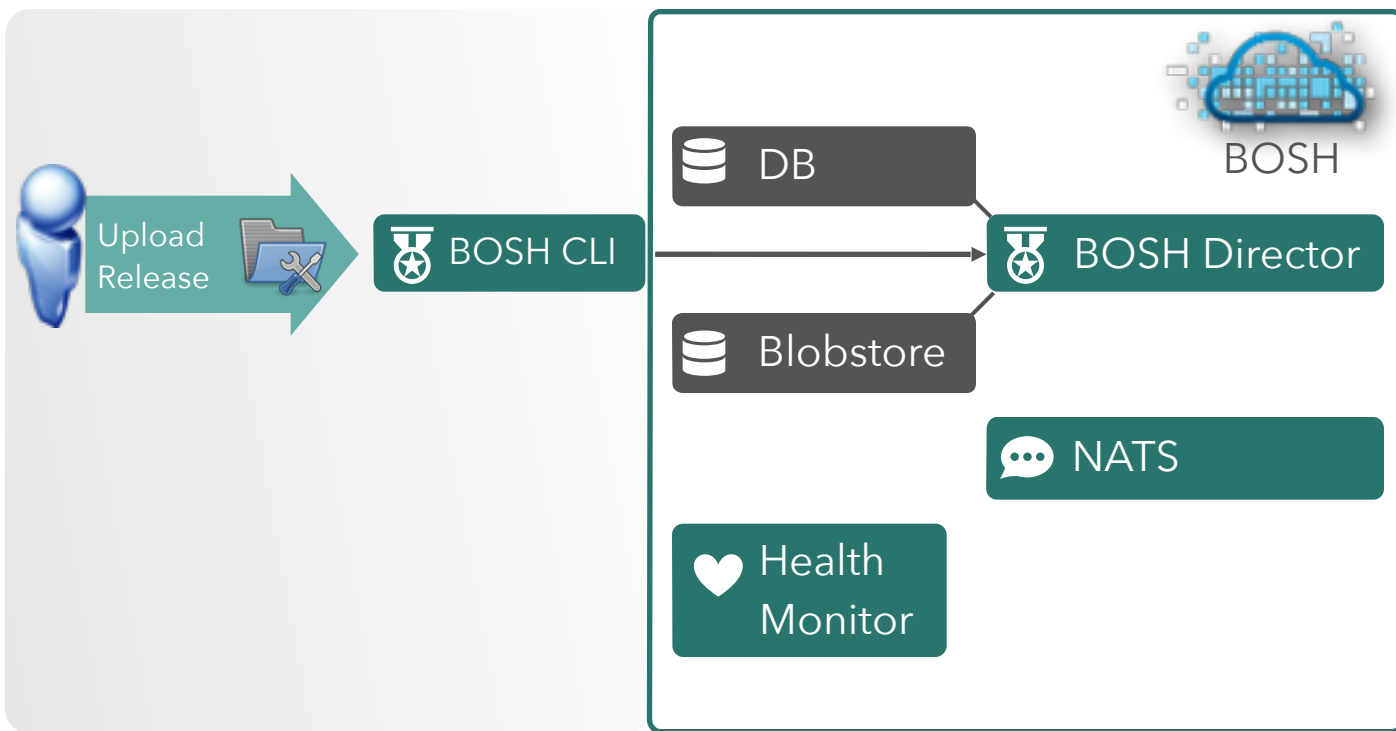 Upload
Release
BOSH CLI
DB
Blobstore
Health
Monitor
BOSH
BOSH Director
NATS